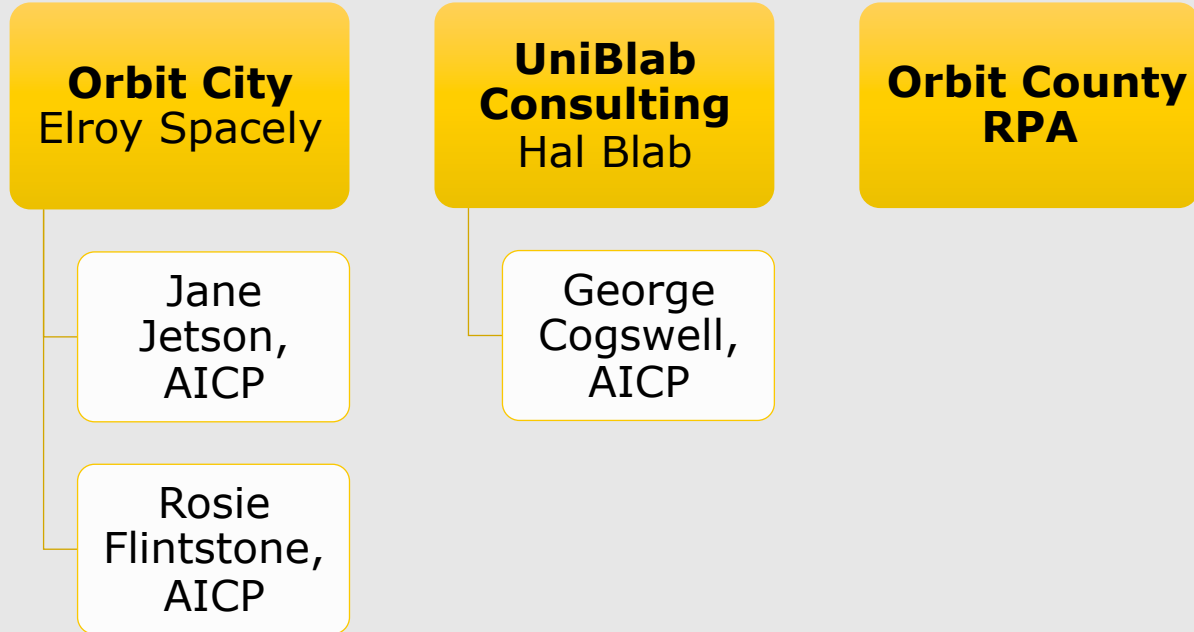 Orbit City
Elroy Spacely
Jane
Jetson,
AICP
Rosie
Flintstone,
AICP
UniBlab
Consulting
Hal Blab
George
Cogswell,
AICP
Orbit County
RPA